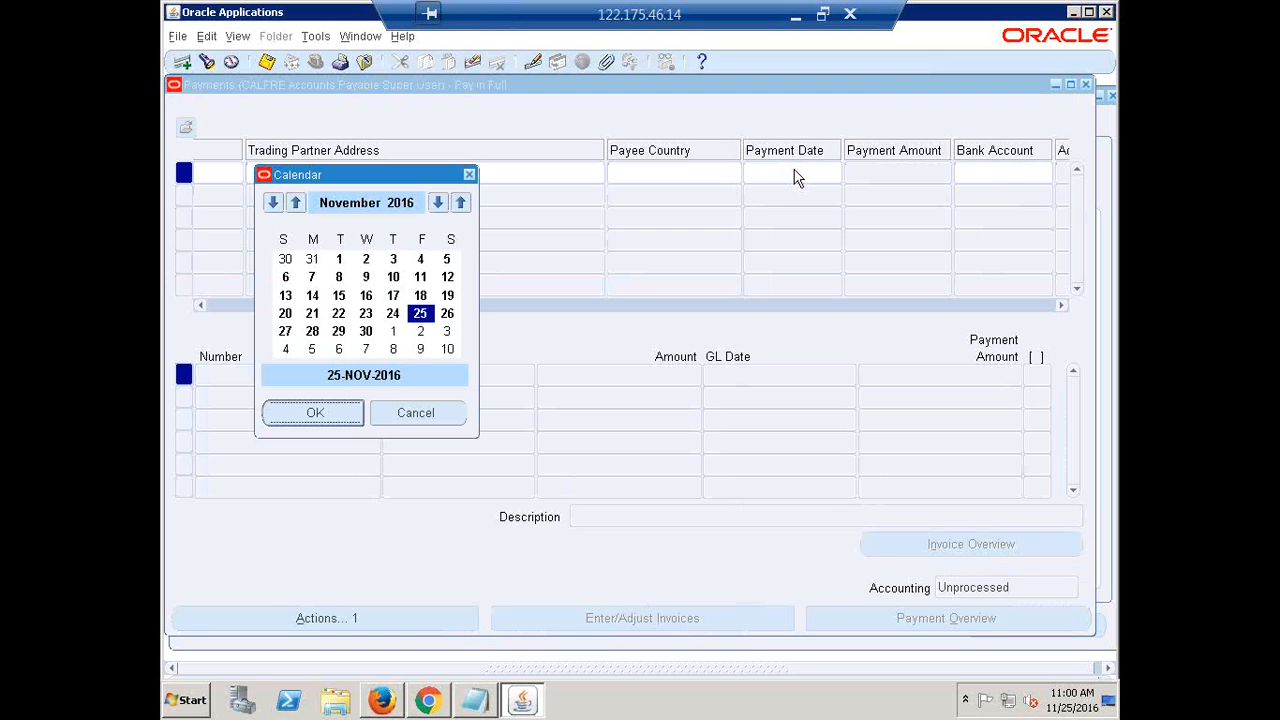 Oracle Applications
122.175.46.14
File Edit View Folder Tools Window Help
ORACLE
Payments (CALFRE Accounts Payable Super User) - Pay in Full
Trading Partner Address Payee Country Payment Date Payment Amount Bank Account Ac
Calendar
November 2016
S M T W T F S
30 31 1 2 3 4 5
6 7 8 9 10 11 12
13 14 15 16 17 18 19
20 21 22 23 24 25 26
27 28 29 30 1 2 3
4 5 6 7 8 9 10
25-NOV-2016
OK Cancel
Payment
Number Amount GL Date Amount [ ]
Description
Invoice Overview
Accounting Unprocessed
Actions... 1 Enter/Adjust Invoices Payment Overview
Start
11:00 AM
11/25/2016